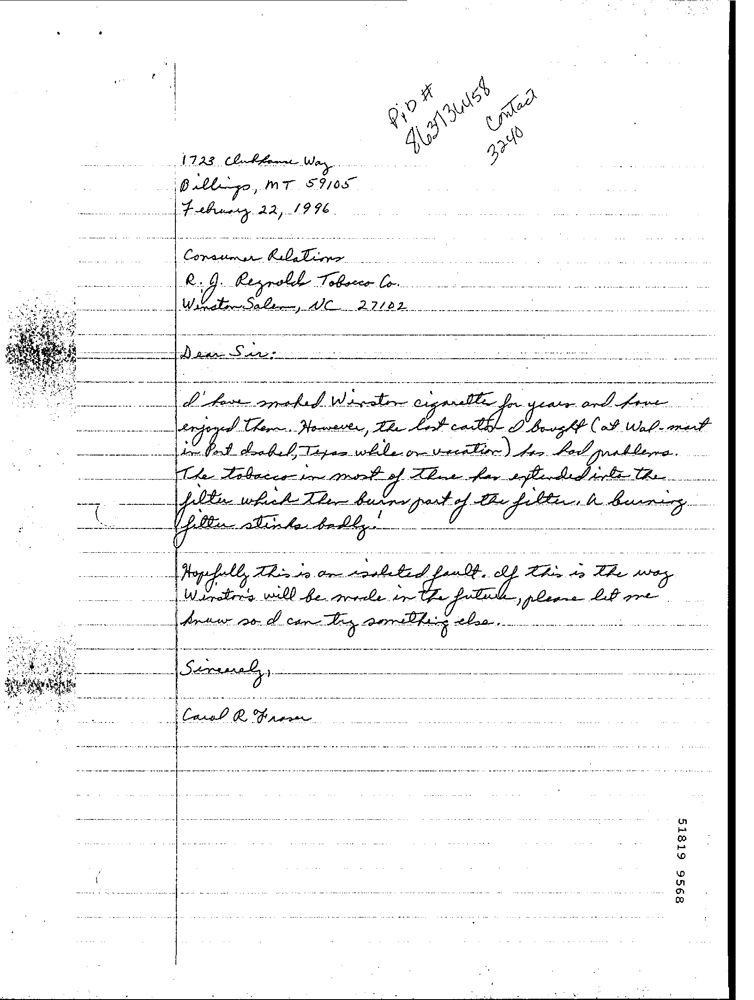 PID #
Contact
3240
1723 Clubhouse Way
Billings, MT 59105
February 22, 1996
Consumer Relations
R. J. Reynolds Tobacco Co.
Winston Salem, NC 27102
Dear Sir:
I have smoked Winston cigarettes for years and have
enjoyed them. However, the last carton I bought (at Wal-mart
in Port Isabel, Texas while on vacation) has had problems.
The tobacco in most of these has extended into the
filter which then burns part of the filter. A burning
filter stinks badly!
Hopefully this is an isolated fault. If this is the way
Winston's will be made in the future, please let me
know so I can try something else.
Sincerely,
Carol R. Fraser
51819 9568